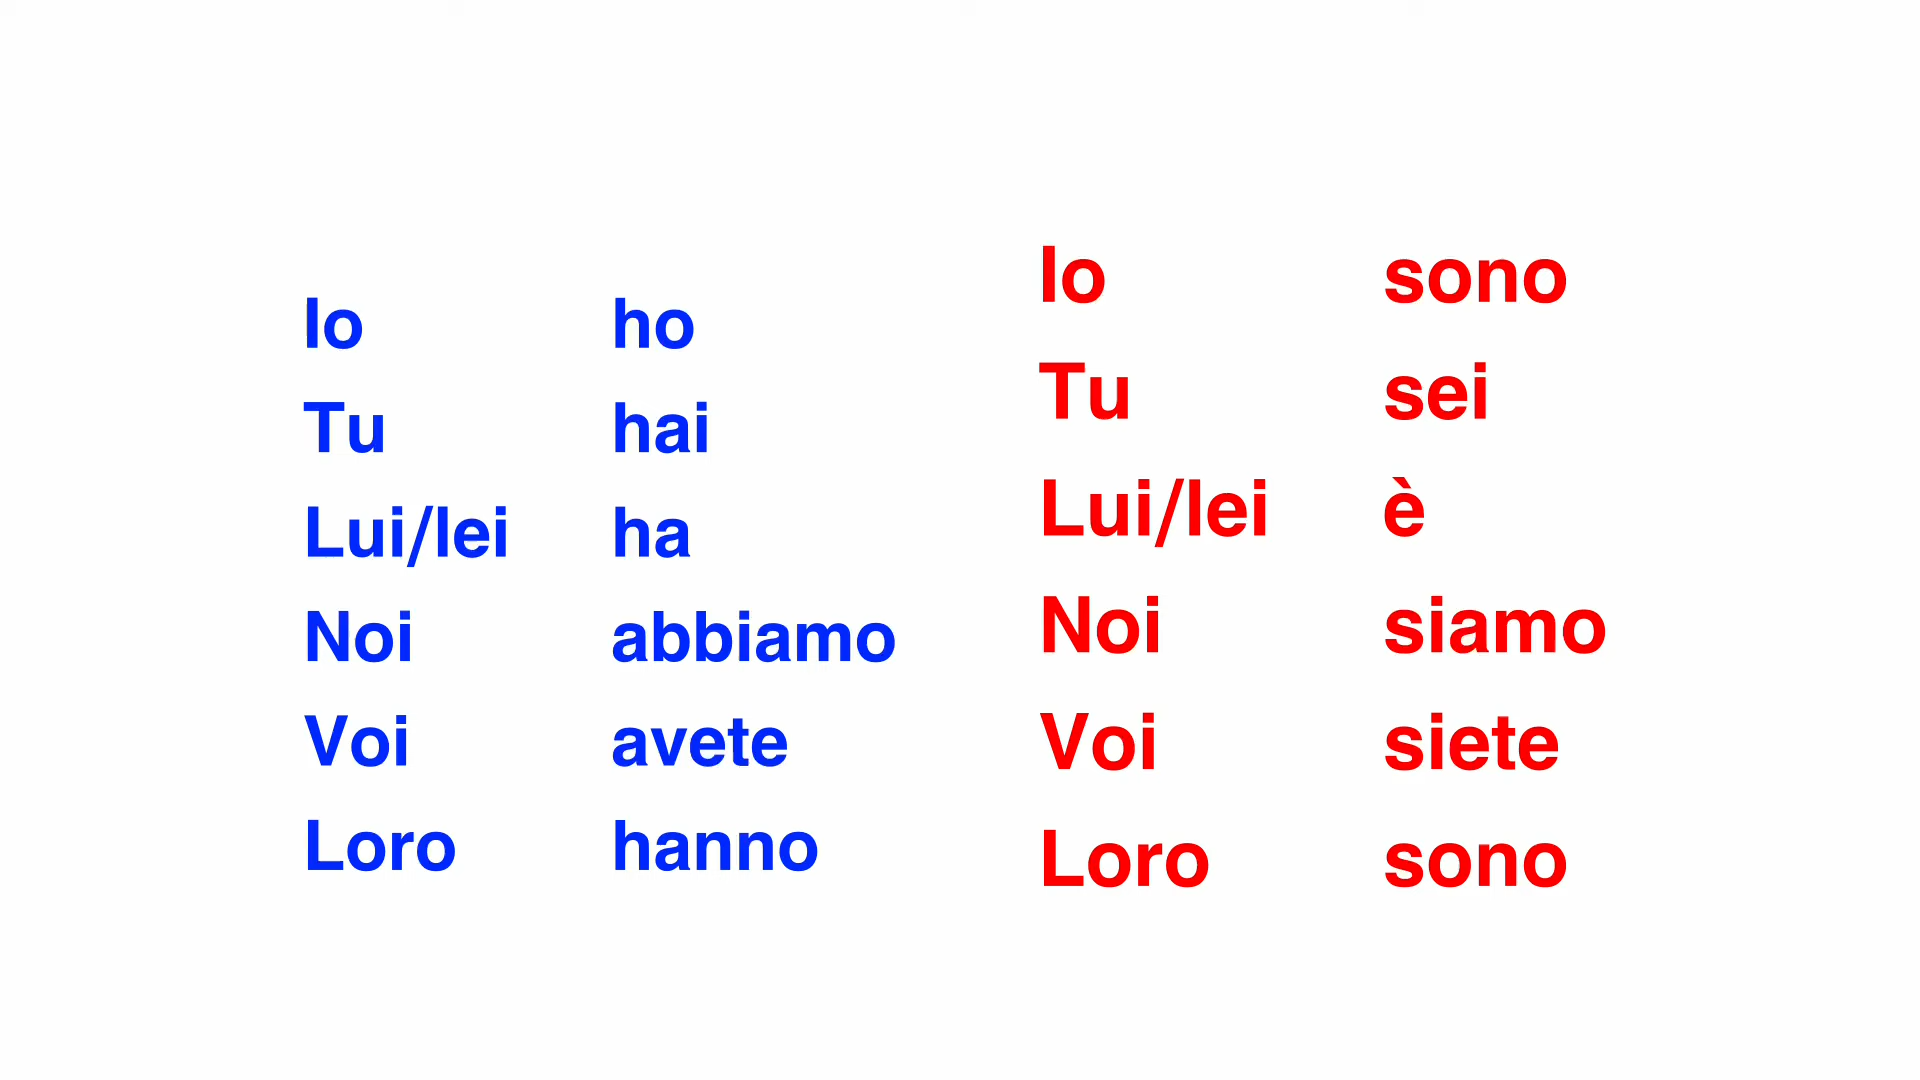 Io ho
Tu hai
Lui/lei ha
Noi abbiamo
Voi avete
Loro hanno
Io sono
Tu sei
Lui/lei è
Noi siamo
Voi siete
Loro sono